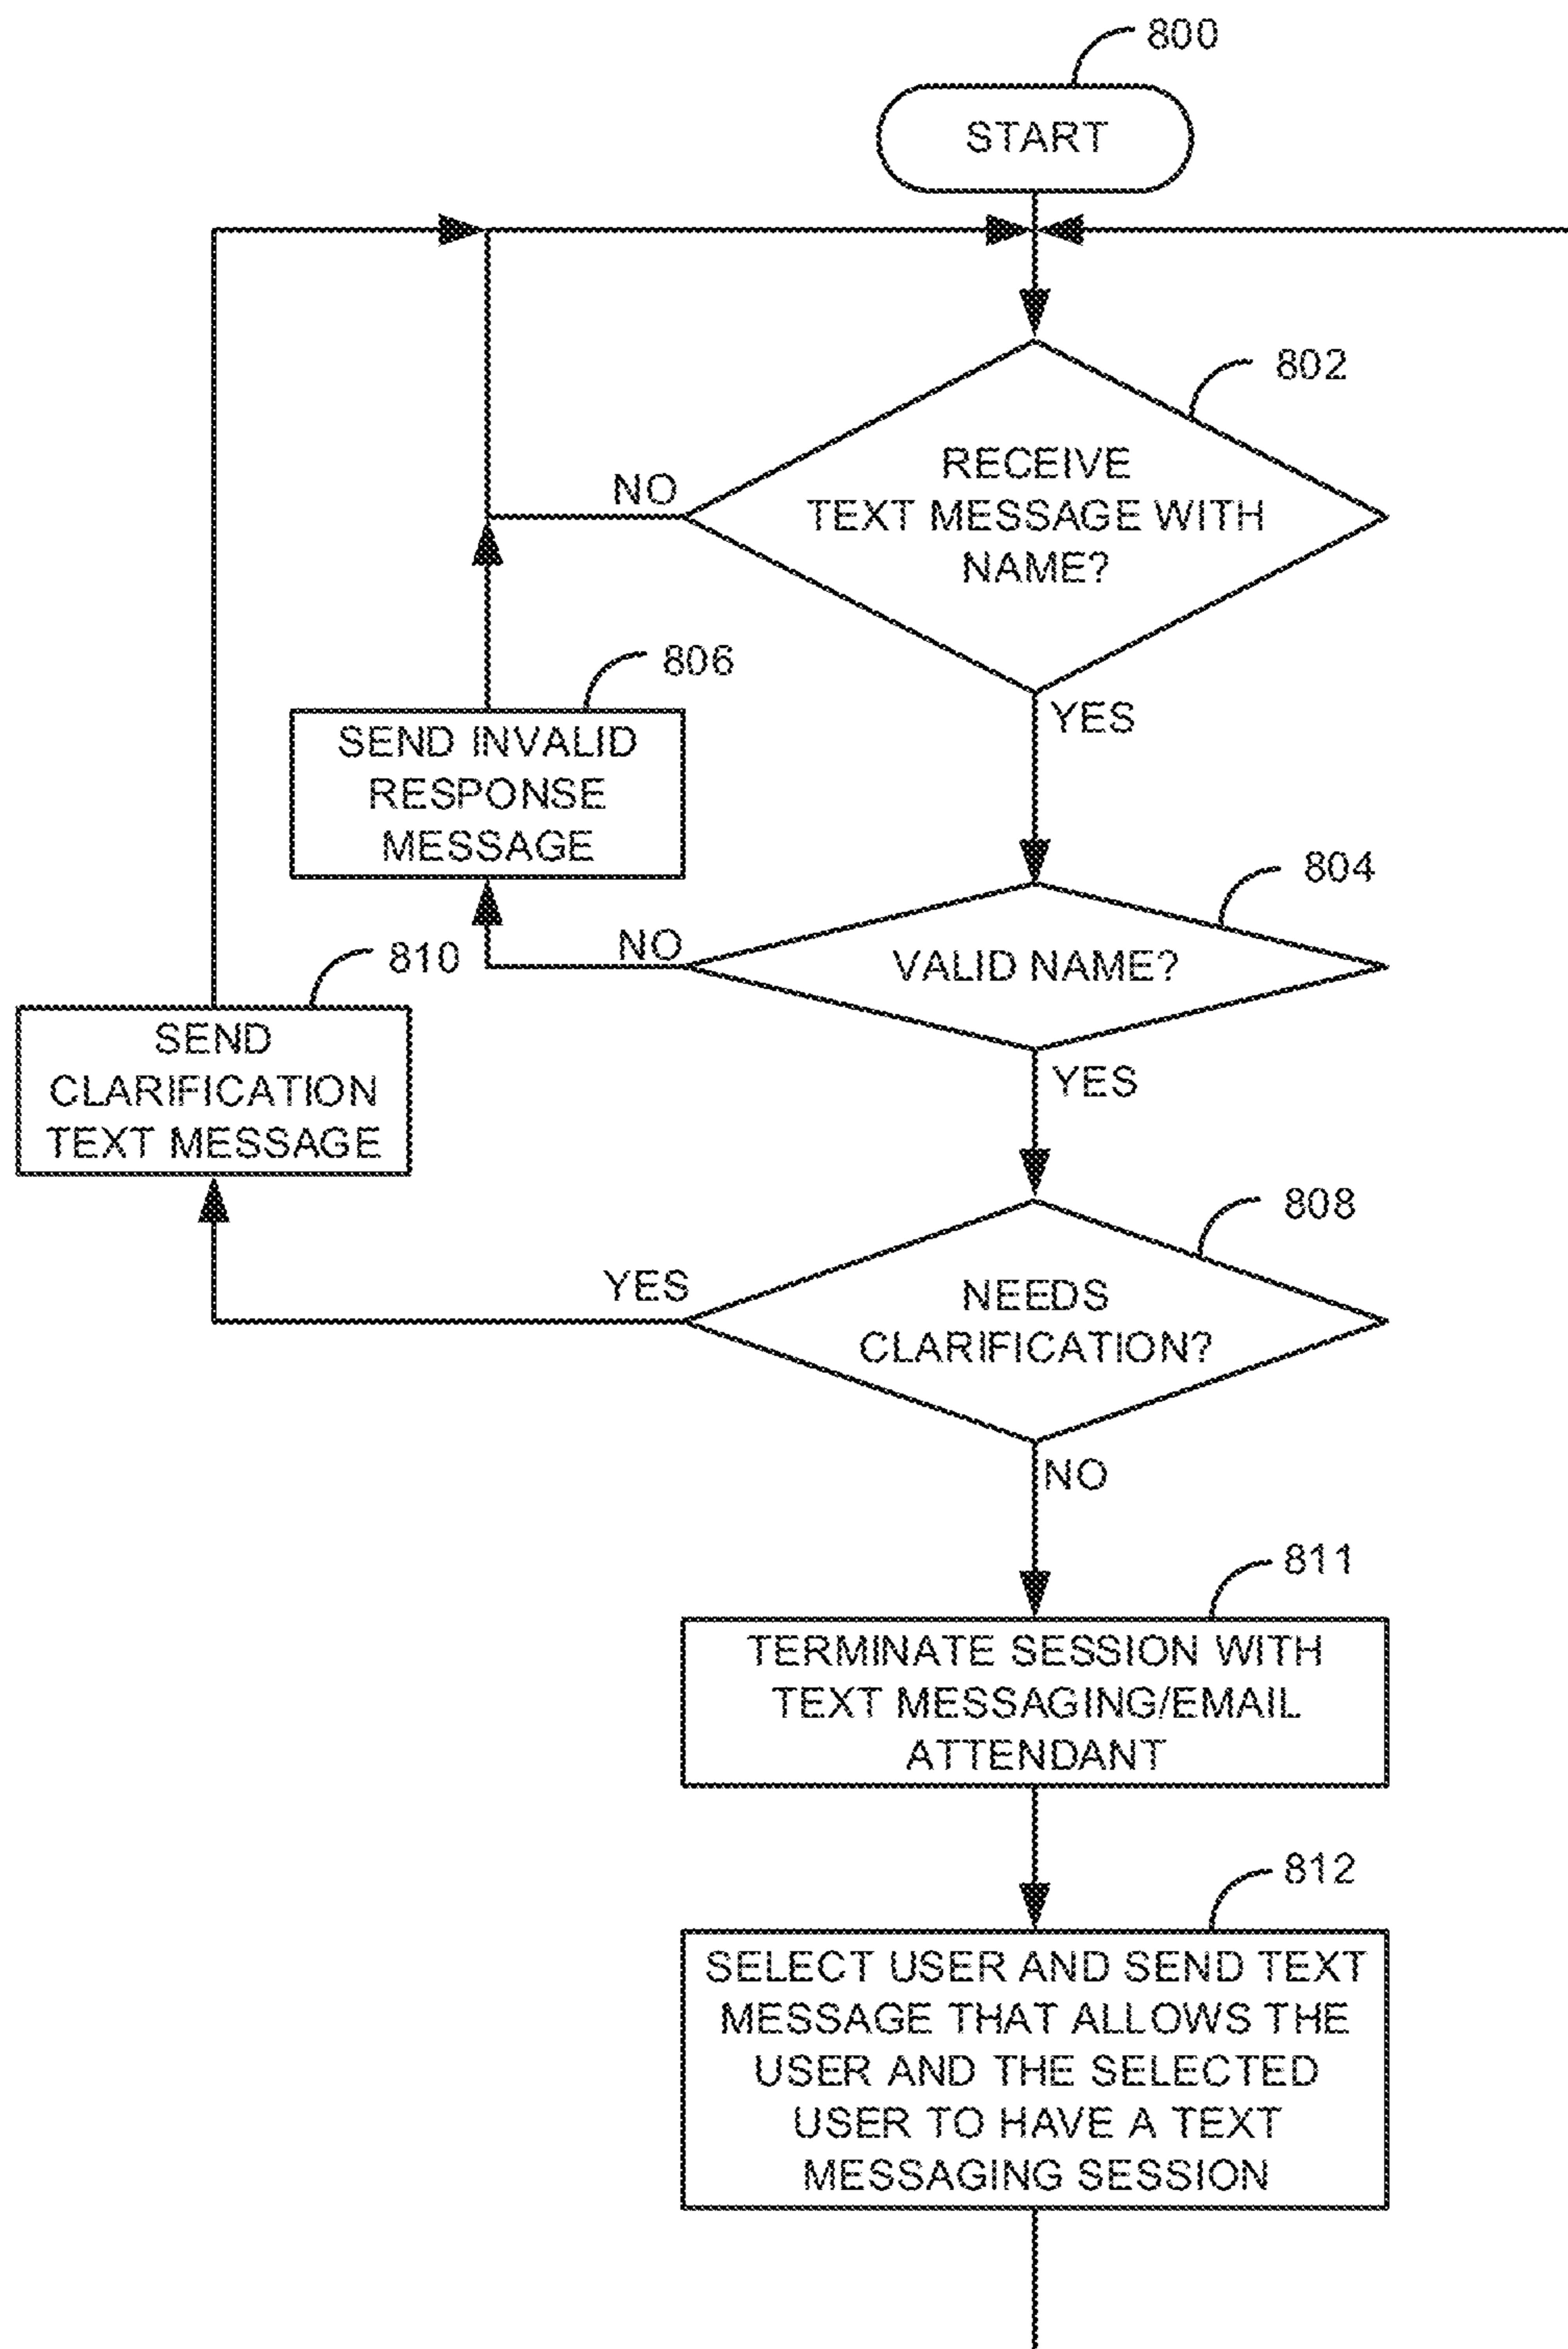 800
START
802
RECEIVE
TEXT MESSAGE WITH
NAME?
NO
YES
806
SEND INVALID
RESPONSE
MESSAGE
804
VALID NAME?
NO
YES
810
SEND
CLARIFICATION
TEXT MESSAGE
808
NEEDS
CLARIFICATION?
YES
NO
811
TERMINATE SESSION WITH
TEXT MESSAGING/EMAIL
ATTENDANT
812
SELECT USER AND SEND TEXT
MESSAGE THAT ALLOWS THE
USER AND THE SELECTED
USER TO HAVE A TEXT
MESSAGING SESSION